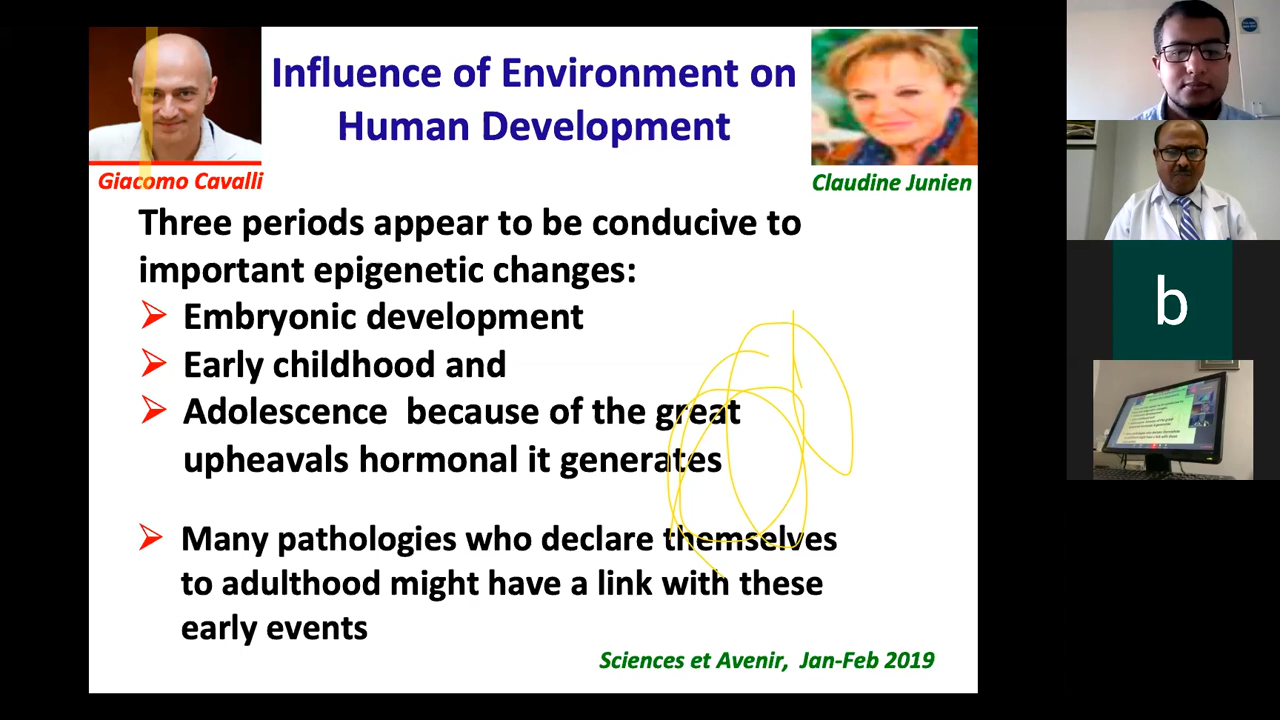 Influence of Environment on
Human Development
Giacomo Cavalli
Claudine Junien
Three periods appear to be conducive to
important epigenetic changes:
Embryonic development
Early childhood and
Adolescence because of the great
upheavals hormonal it generates
Many pathologies who declare themselves
to adulthood might have a link with these
early events
Sciences et Avenir, Jan-Feb 2019
b